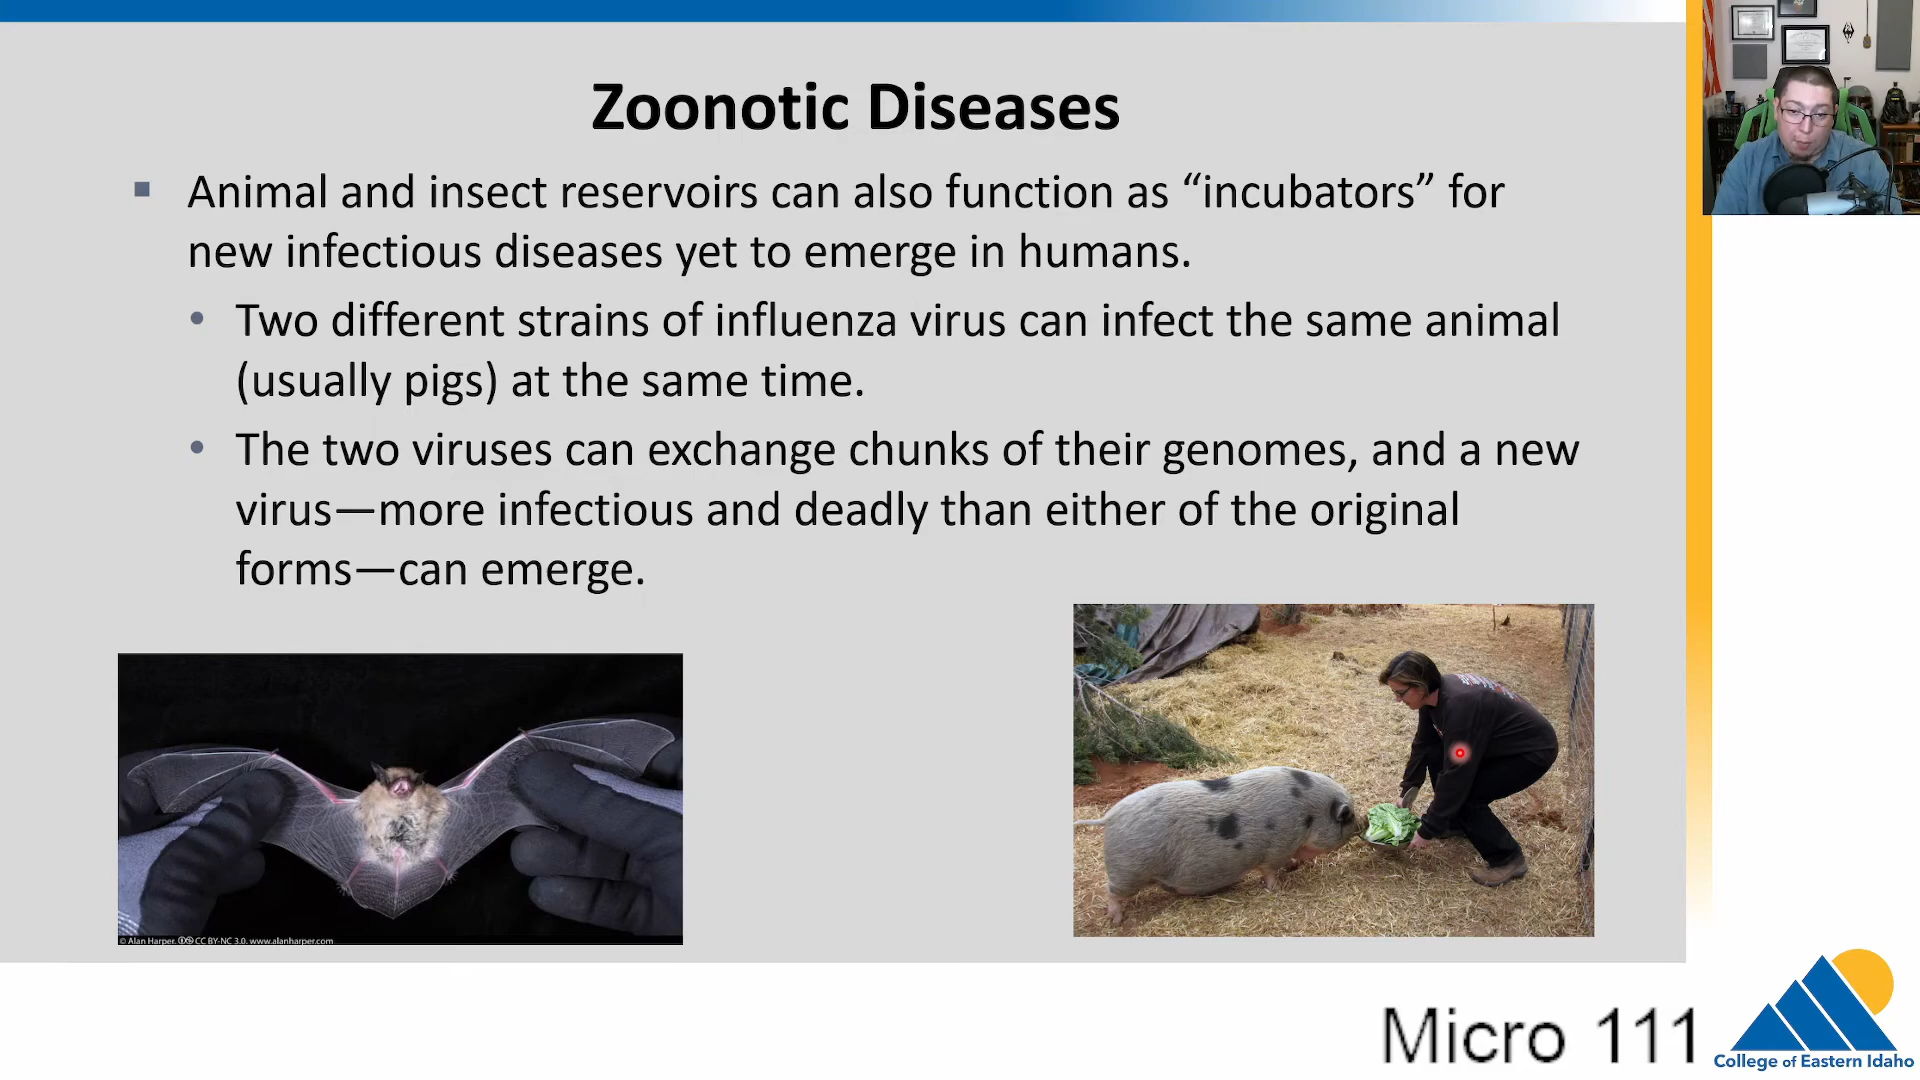 Zoonotic Diseases
▪ Animal and insect reservoirs can also function as “incubators” for
new infectious diseases yet to emerge in humans.
• Two different strains of influenza virus can infect the same animal
(usually pigs) at the same time.
• The two viruses can exchange chunks of their genomes, and a new
virus—more infectious and deadly than either of the original
forms—can emerge.
© Alan Harper. CC BY-NC 3.0. www.alanharper.com
Micro 111
College of Eastern Idaho